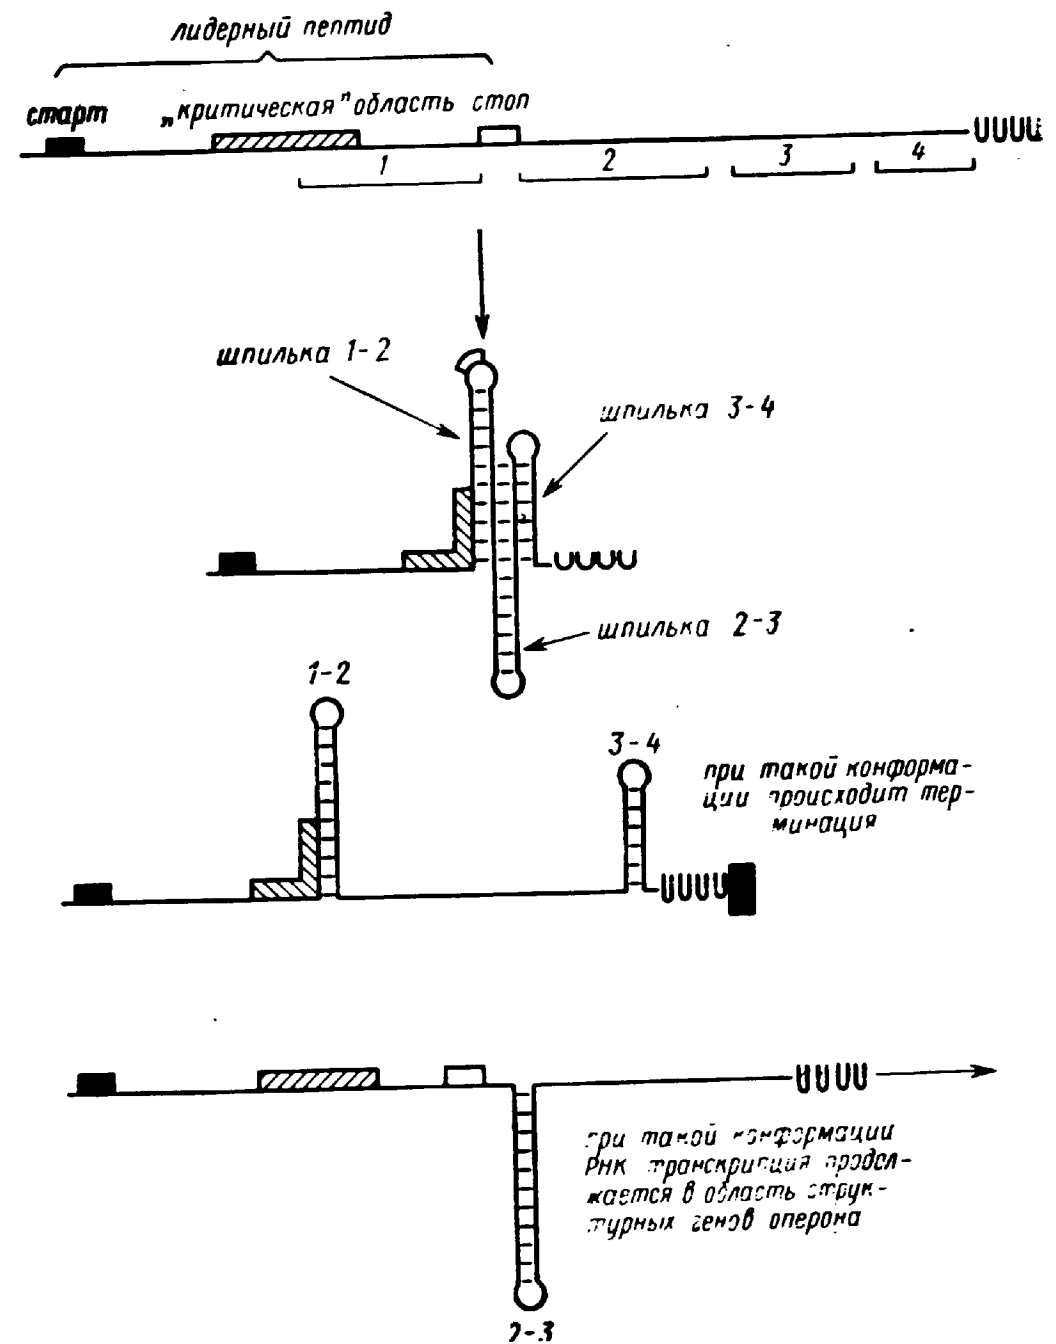 лидерный пептид
старт „критическая" область стоп
UUUU
1 2 3 4
шпилька 1-2
шпилька 3-4
UUUU
шпилька 2-3
1-2
3-4
при такой конформа-
ции происходит тер-
минация
UUUU
UUUU
при такой конформации
РНК транскрипция продол-
жается в область струк-
турных генов оперона
2-3